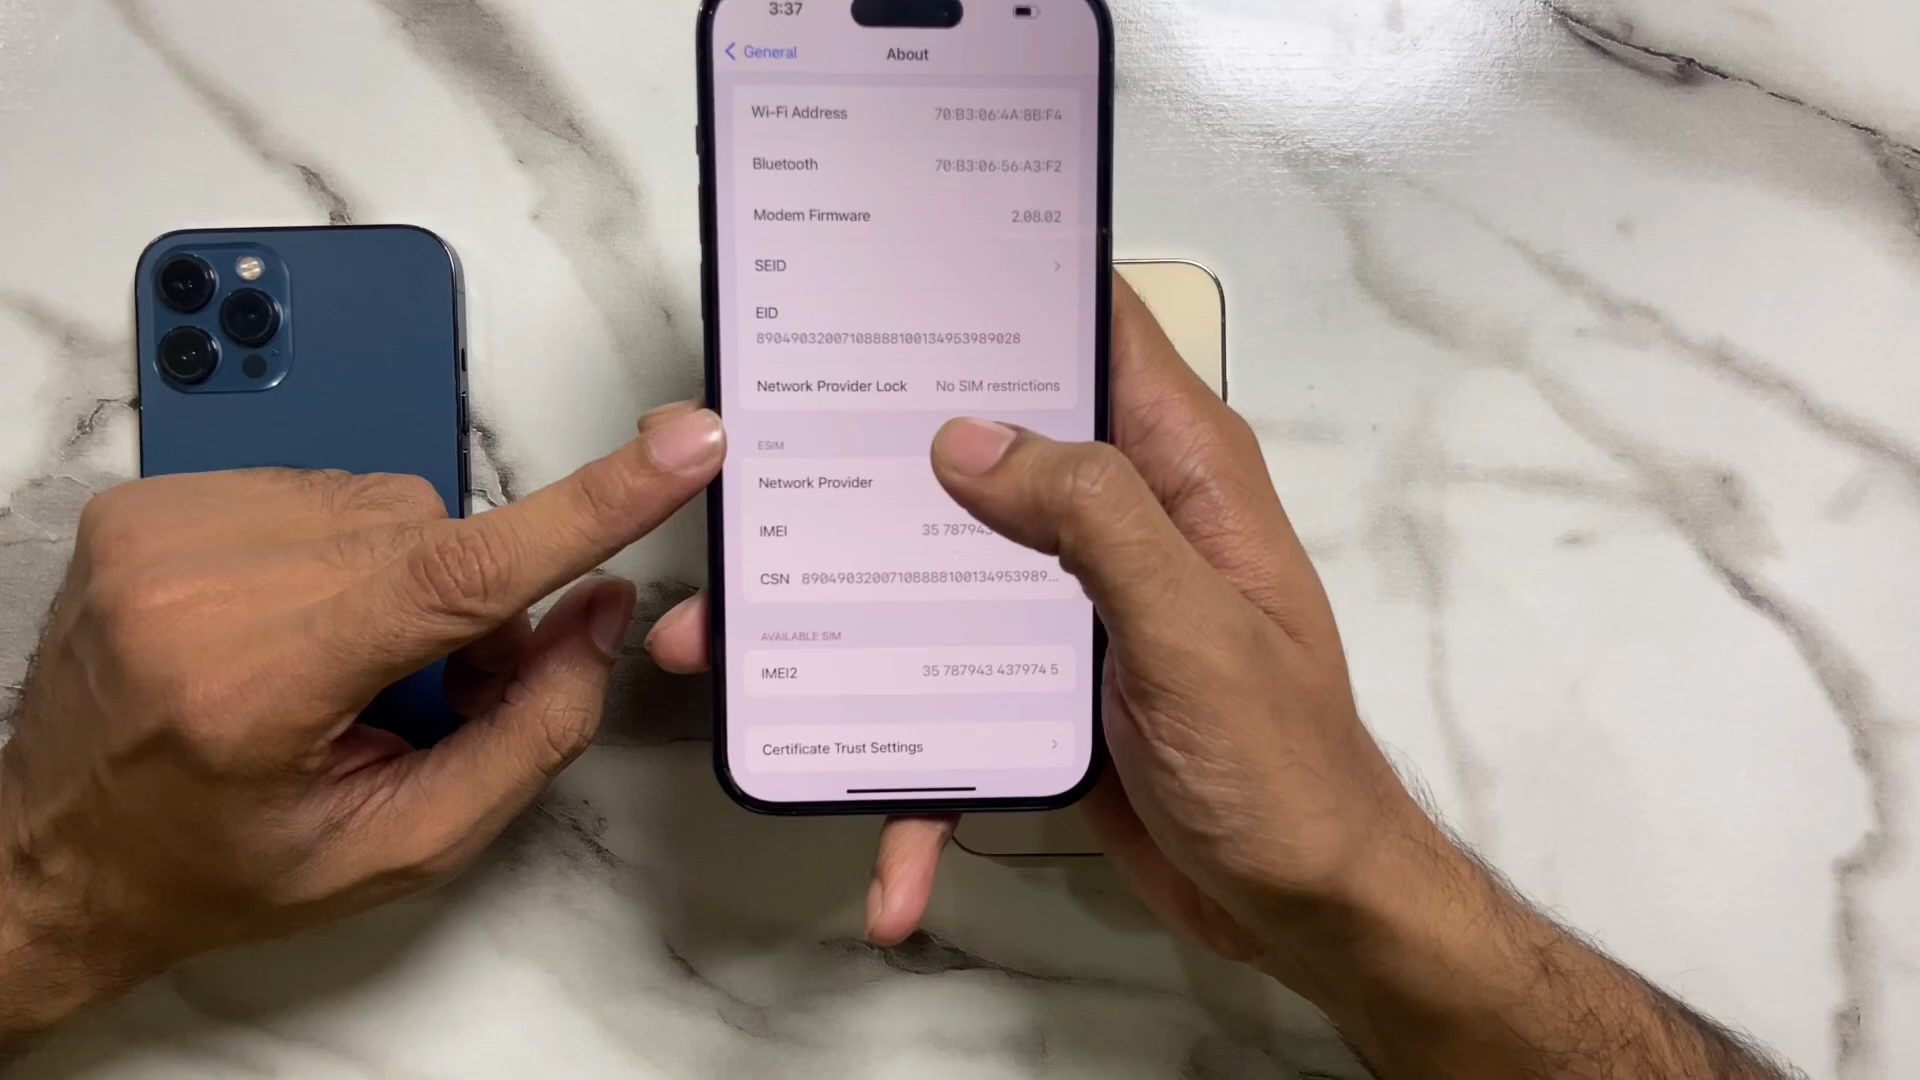 3:37
General
About
Wi-Fi Address 70:B3:06:4A:8B:F4
Bluetooth 70:B3:06:56:A3:F2
Modem Firmware 2.08.02
SEID
EID
89049032007108888100134953989028
Network Provider Lock No SIM restrictions
ESIM
Network Provider
IMEI 35 787943
CSN 89049032007108888100134953989...
AVAILABLE SIM
IMEI2 35 787943 437974 5
Certificate Trust Settings